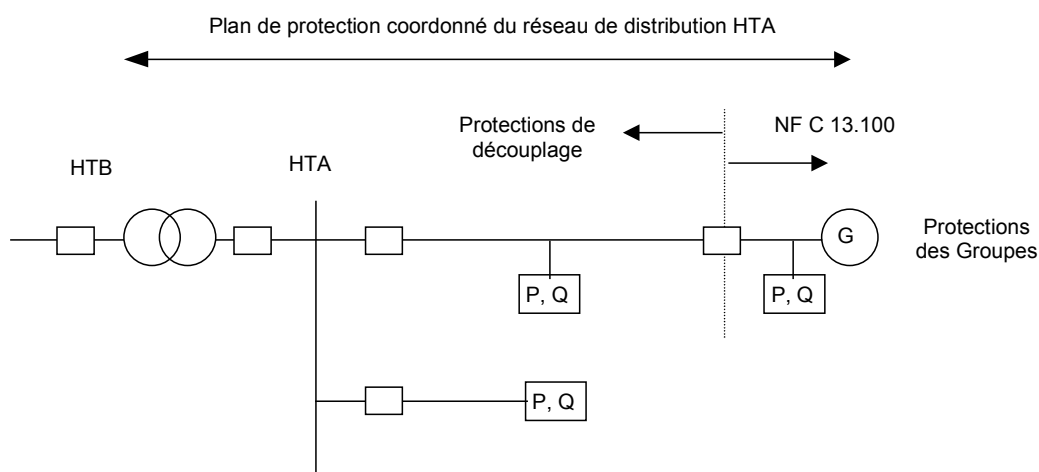 Plan de protection coordonné du réseau de distribution HTA
Protections de
découplage
NF C 13.100
HTB
HTA
G
Protections
des Groupes
P, Q
P, Q
P, Q